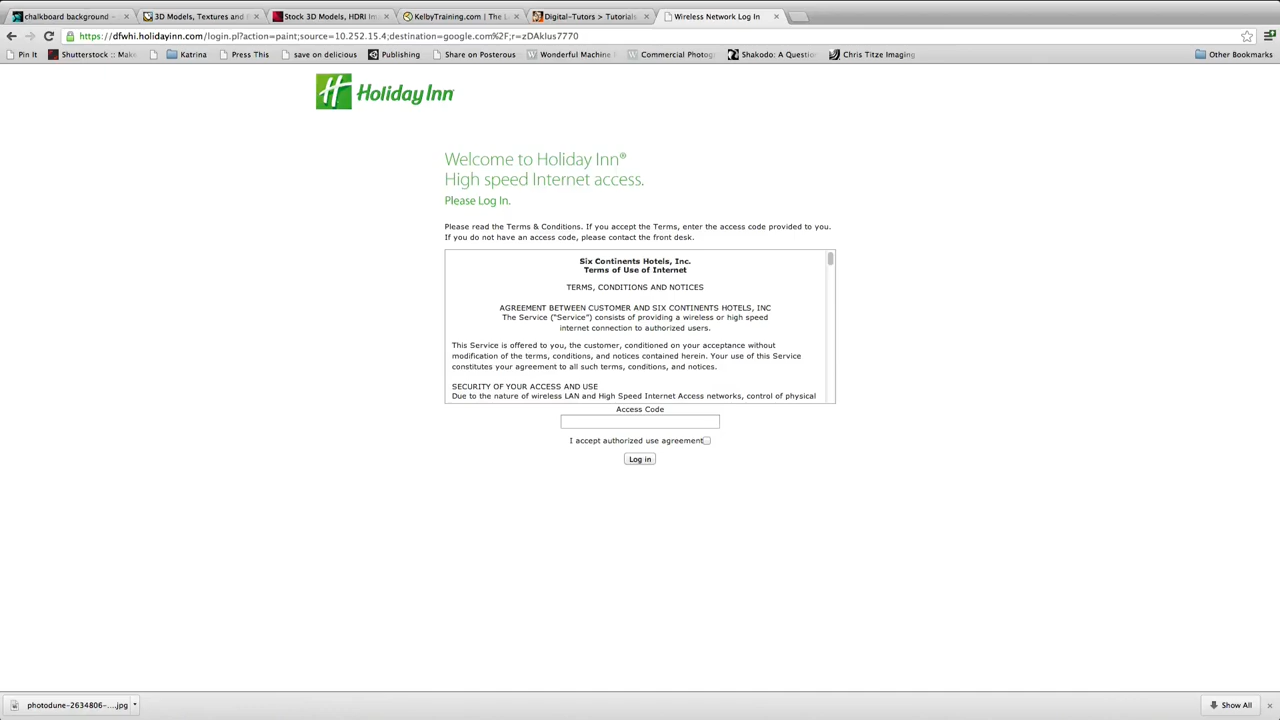 chalkboard background
3D Models, Textures and
Stock 3D Models, HDRI Im
KelbyTraining.com | The L
Digital-Tutors > Tutorials
Wireless Network Log In
https://dfwhi.holidayinn.com/login.pl?action=paint;source=10.252.15.4;destination=google.com%2F;r=zDAkIus7770
Pin It
Shutterstock :: Make
Katrina
Press This
save on delicious
Publishing
Share on Posterous
Wonderful Machine
Commercial Photog
Shakodo: A Questio
Chris Titze Imaging
Other Bookmarks
Holiday Inn
Welcome to Holiday Inn®
High speed Internet access.
Please Log In.
Please read the Terms & Conditions. If you accept the Terms, enter the access code provided to you.
If you do not have an access code, please contact the front desk.
Six Continents Hotels, Inc.
Terms of Use of Internet
TERMS, CONDITIONS AND NOTICES
AGREEMENT BETWEEN CUSTOMER AND SIX CONTINENTS HOTELS, INC
The Service ("Service") consists of providing a wireless or high speed
internet connection to authorized users.
This Service is offered to you, the customer, conditioned on your acceptance without
modification of the terms, conditions, and notices contained herein. Your use of this Service
constitutes your agreement to all such terms, conditions, and notices.
SECURITY OF YOUR ACCESS AND USE
Due to the nature of wireless LAN and High Speed Internet Access networks, control of physical
Access Code
I accept authorized use agreement
Log in
photodune-2634806-....jpg
Show All